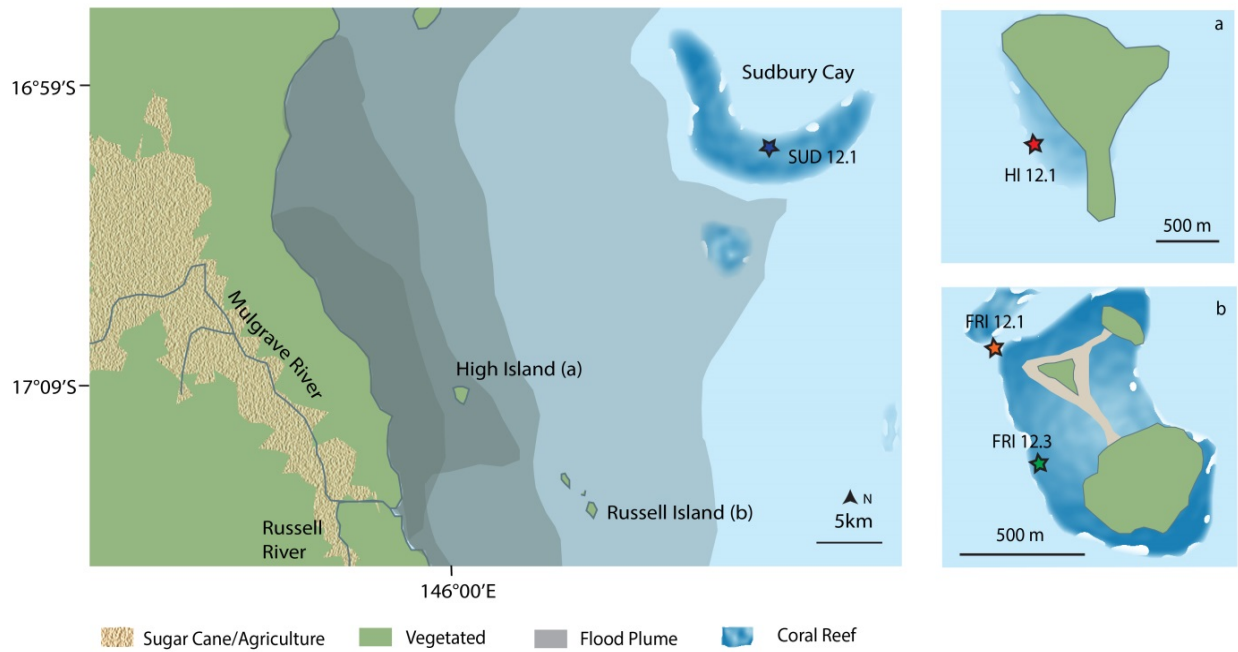 16°59'S
17°09'S
146°00'E
Sudbury Cay
SUD 12.1
Mulgrave River
High Island (a)
Russell
River
Russell Island (b)
N
5km
a
HI 12.1
500 m
b
FRI 12.1
FRI 12.3
500 m
Sugar Cane/Agriculture
Vegetated
Flood Plume
Coral Reef